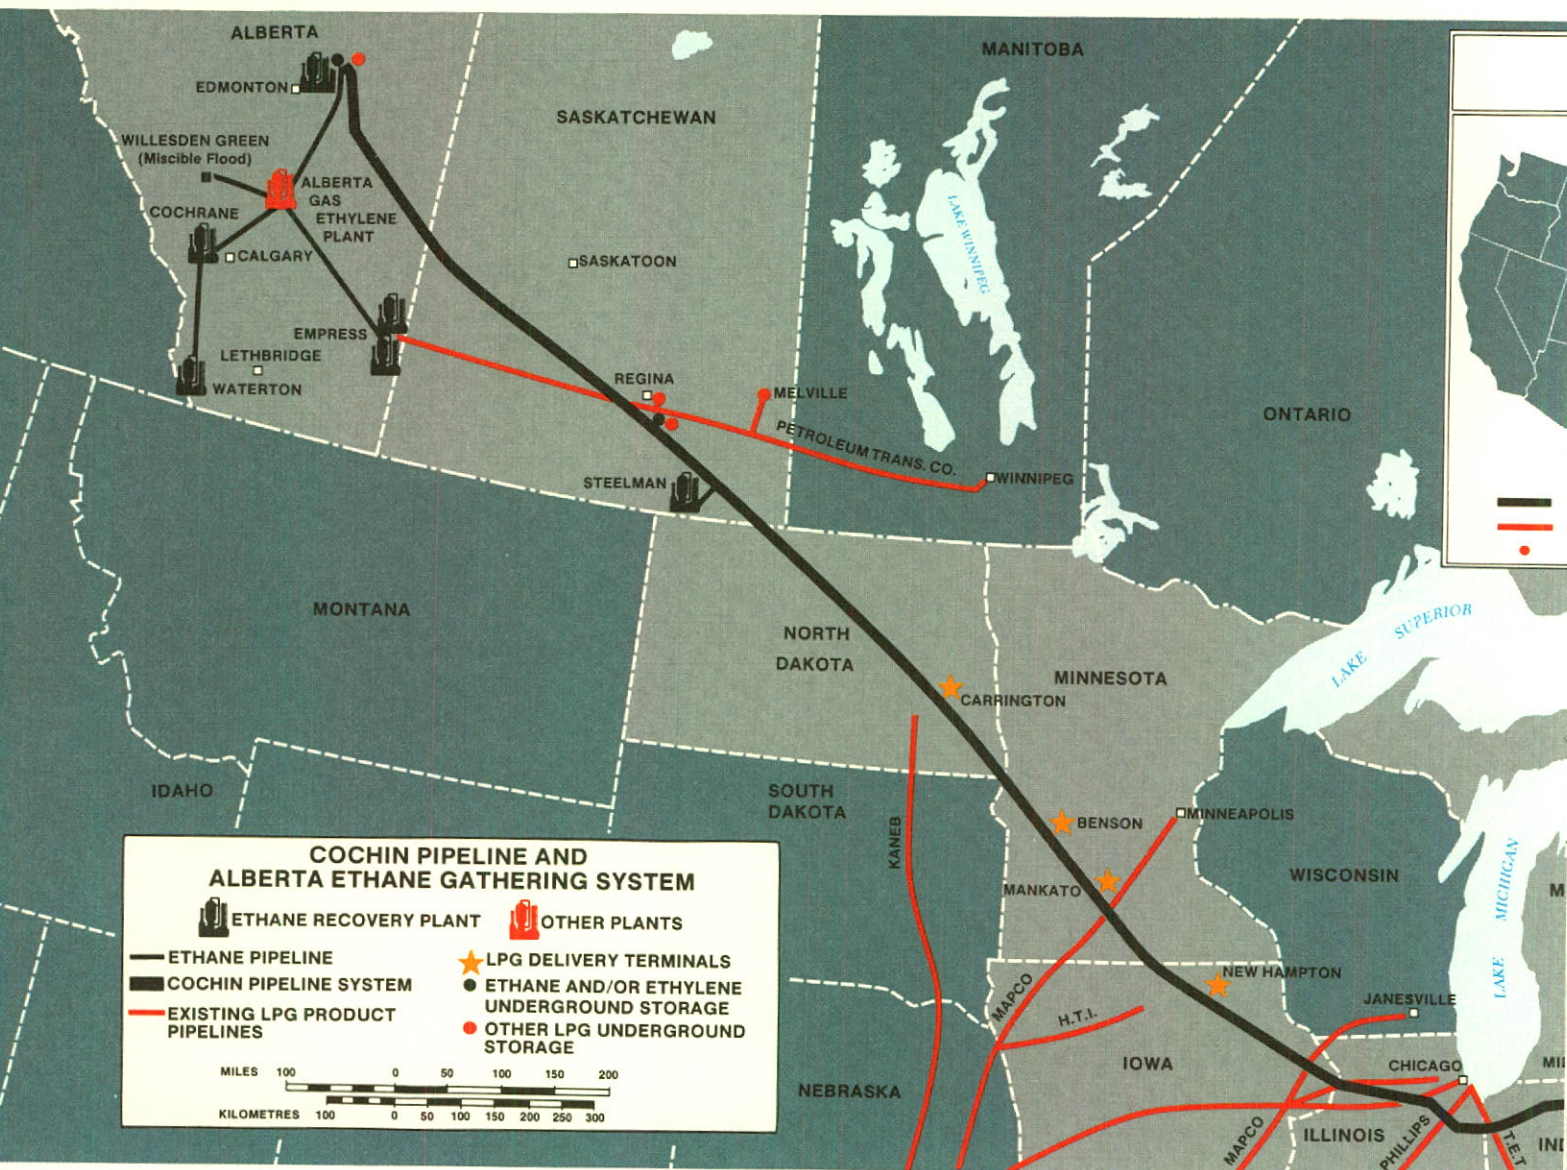 ALBERTA
EDMONTON
WILLESDEN GREEN
(Miscible Flood)
ALBERTA
GAS
ETHYLENE
PLANT
COCHRANE
CALGARY
EMPRESS
LETHBRIDGE
WATERTON
SASKATCHEWAN
SASKATOON
REGINA
MELVILLE
STEELMAN
MANITOBA
LAKE WINNIPEG
PETROLEUM TRANS. CO.
WINNIPEG
ONTARIO
MONTANA
NORTH
DAKOTA
CARRINGTON
MINNESOTA
LAKE SUPERIOR
IDAHO
SOUTH
DAKOTA
KANEB
BENSON
MINNEAPOLIS
MANKATO
WISCONSIN
LAKE MICHIGAN
M
NEW HAMPTON
MAPCO
H.T.I.
JANESVILLE
IOWA
CHICAGO
MI
NEBRASKA
MAPCO
ILLINOIS
PHILLIPS
T.E.T
IN
COCHIN PIPELINE AND
ALBERTA ETHANE GATHERING SYSTEM
ETHANE RECOVERY PLANT
OTHER PLANTS
ETHANE PIPELINE
COCHIN PIPELINE SYSTEM
EXISTING LPG PRODUCT
PIPELINES
LPG DELIVERY TERMINALS
ETHANE AND/OR ETHYLENE
UNDERGROUND STORAGE
OTHER LPG UNDERGROUND
STORAGE
MILES 100 0 50 100 150 200
KILOMETRES 100 0 50 100 150 200 250 300